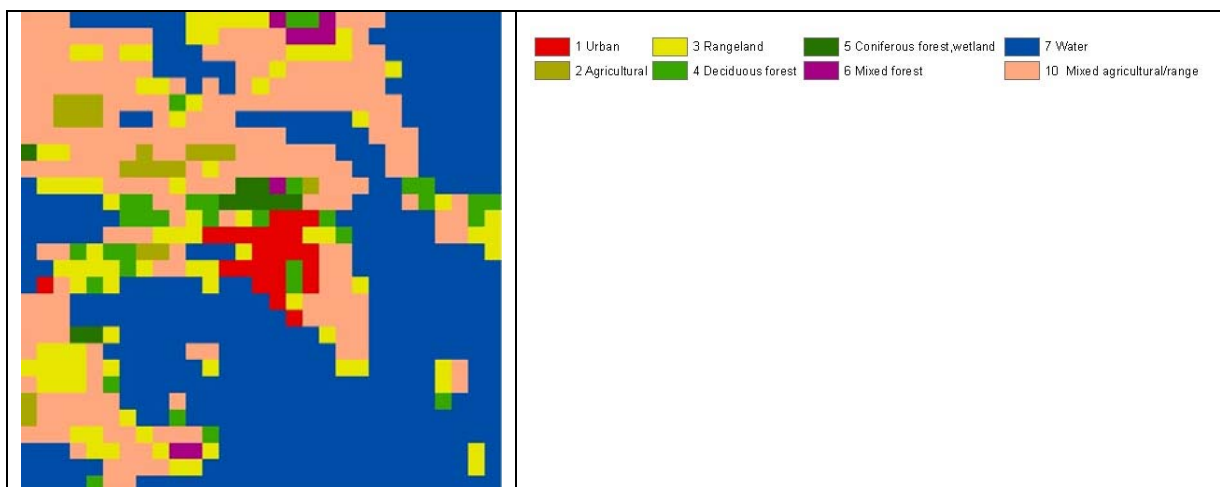 1 Urban 3 Rangeland 5 Coniferous forest,wetland 7 Water
2 Agricultural 4 Deciduous forest 6 Mixed forest 10 Mixed agricultural/range